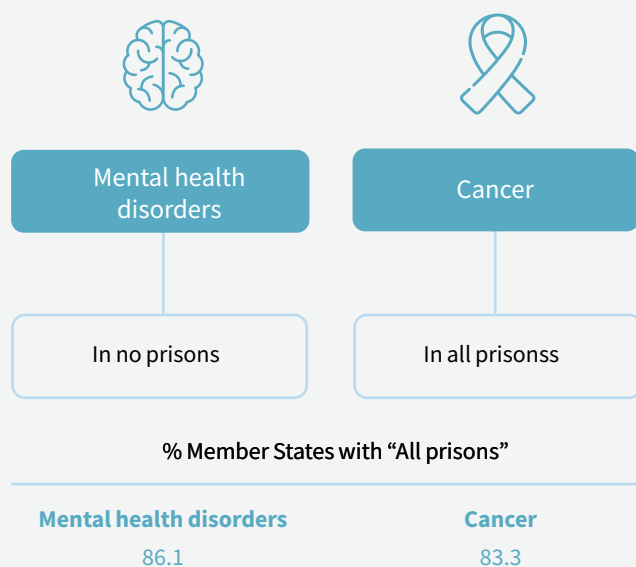 Mental health
disorders
Cancer
In no prisons
In all prisonss
% Member States with “All prisons”
Mental health disorders
Cancer
86.1
83.3